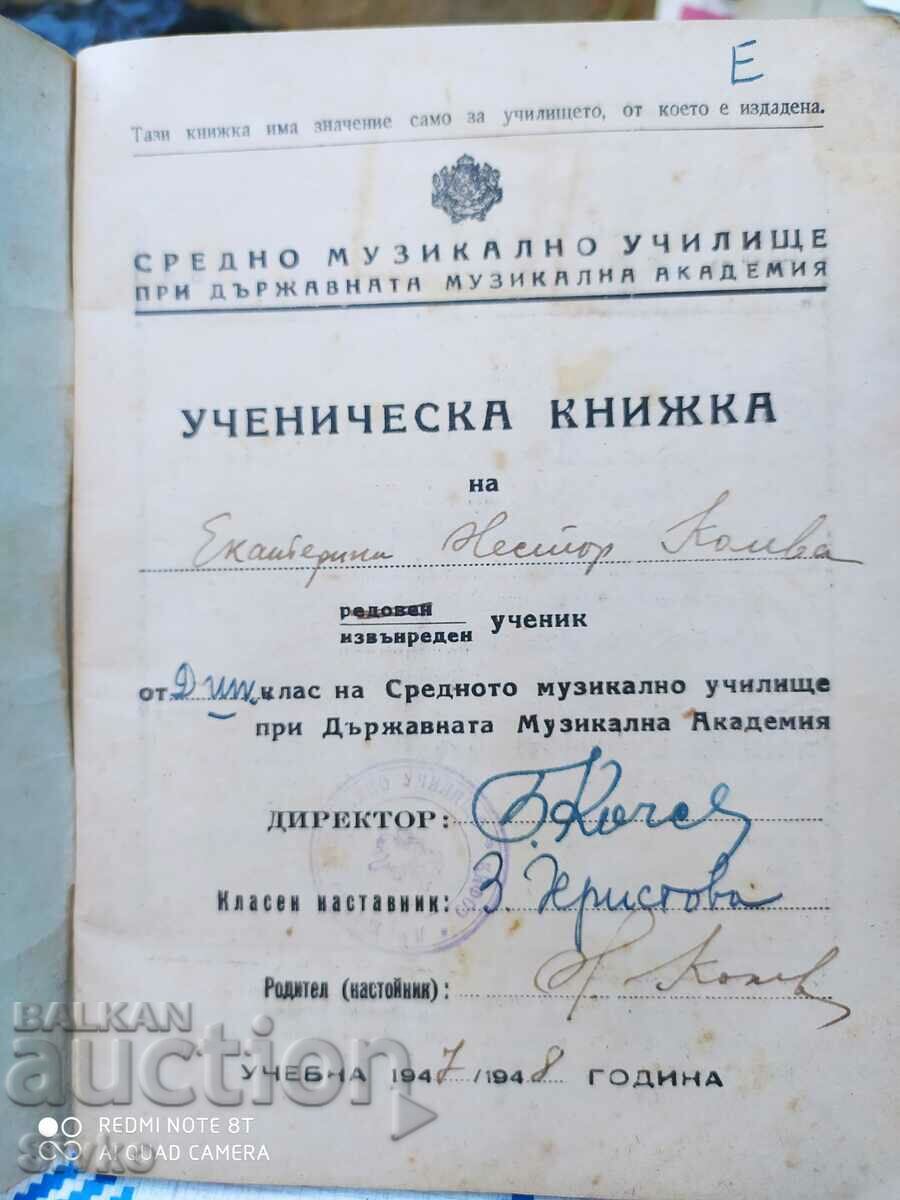 Е
Тази книжка има значение само за училището, от което е издадена.
СРЕДНО МУЗИКАЛНО УЧИЛИЩЕ
ПРИ ДЪРЖАВНАТА МУЗИКАЛНА АКАДЕМИЯ
УЧЕНИЧЕСКА КНИЖКА
на
Екатерина Нестор Колева
редовен
извънреден ученик
от клас на Средното музикално училище
при Държавната Музикална Академия
ДИРЕКТОР:
Класен наставник: З. Христова
Родител (настойник): Н. Колев
УЧЕБНА 1947/1948 ГОДИНА
BALKAN
auction
REDMI NOTE 8T
AI QUAD CAMERA